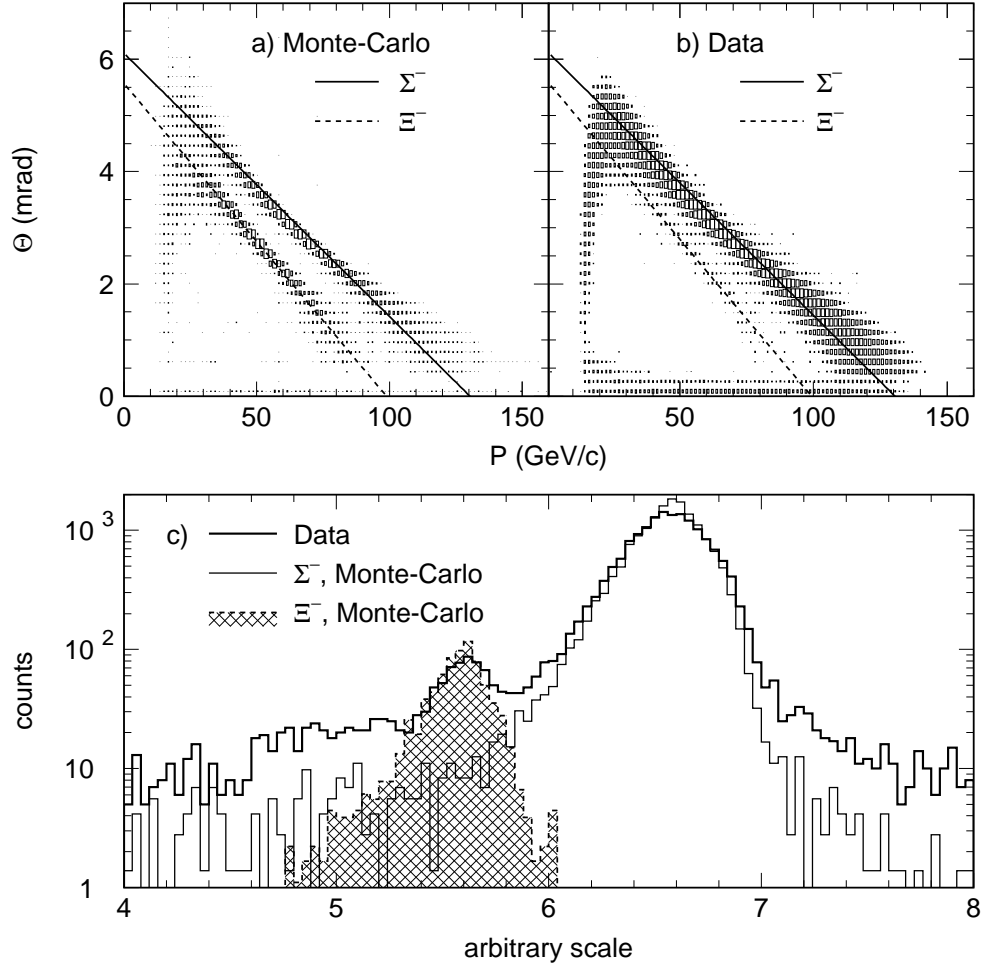 a) Monte-Carlo
Σ⁻
Ξ⁻
b) Data
Σ⁻
Ξ⁻
Θ (mrad)
6
4
2
0
0 50 100 150
50 100 150
P (GeV/c)
c) Data
Σ⁻, Monte-Carlo
Ξ⁻, Monte-Carlo
counts
10³
10²
10
1
4 5 6 7 8
arbitrary scale